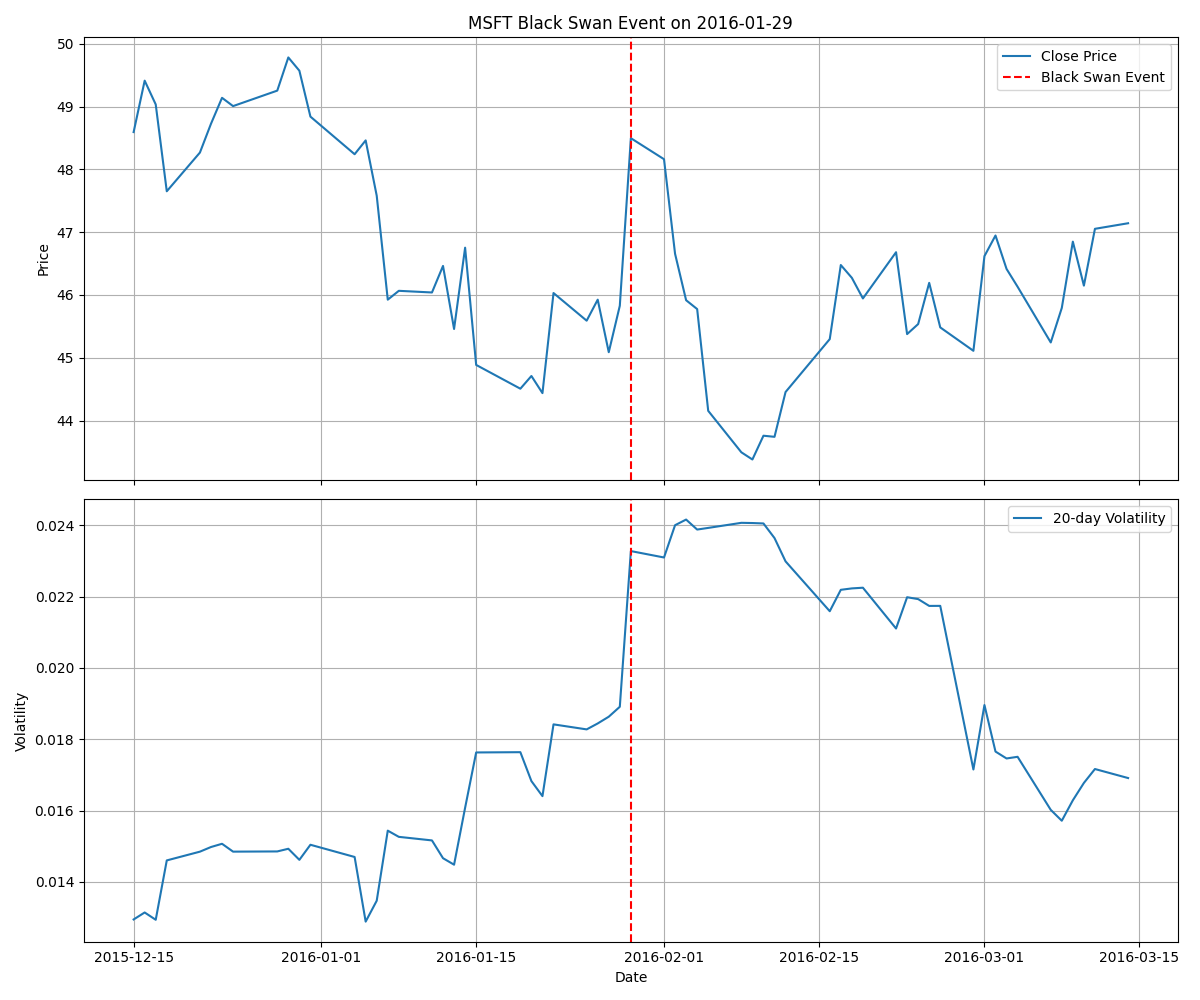 MSFT Black Swan Event on 2016-01-29
50
49
48
47
46
45
44
Price
Close Price
Black Swan Event
0.024
0.022
0.020
0.018
0.016
0.014
Volatility
20-day Volatility
2015-12-15
2016-01-01
2016-01-15
2016-02-01
2016-02-15
2016-03-01
2016-03-15
Date